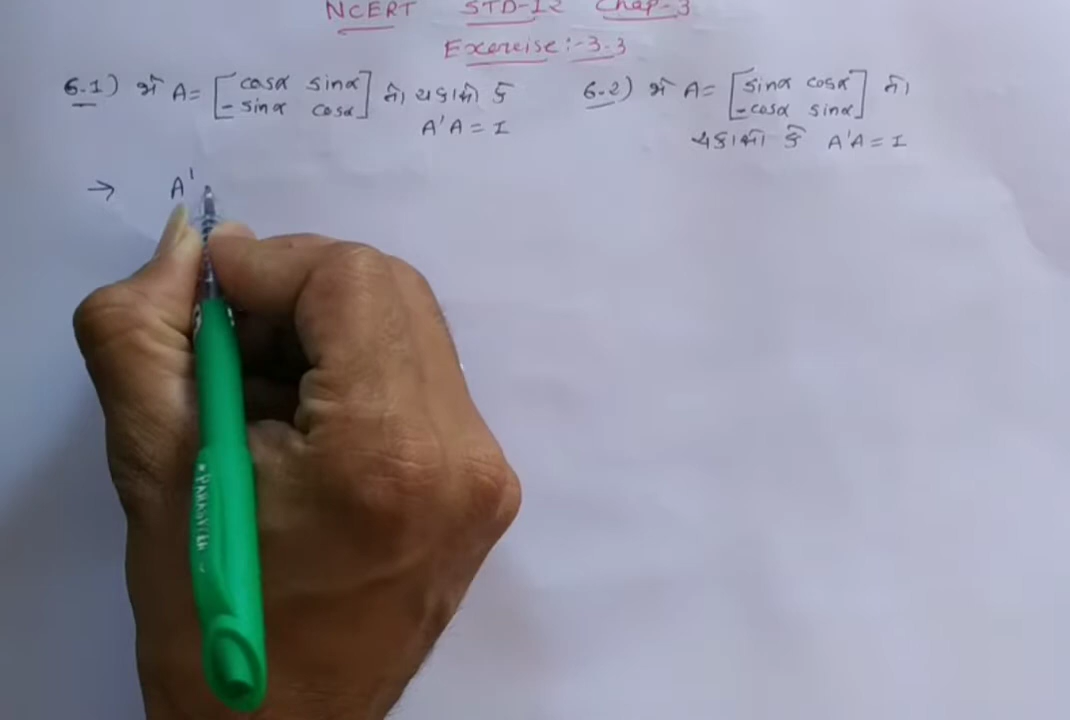 NCERT STD-12 Chap-3
Exercise:-3.3
6.1) જો A= [cosα sinα
-sinα cosα] તો ચકાસો કે
A'A = I
6.2) જો A= [sinα cosα
-cosα sinα] તો
ચકાસો કે A'A = I
→ A'
PARKER